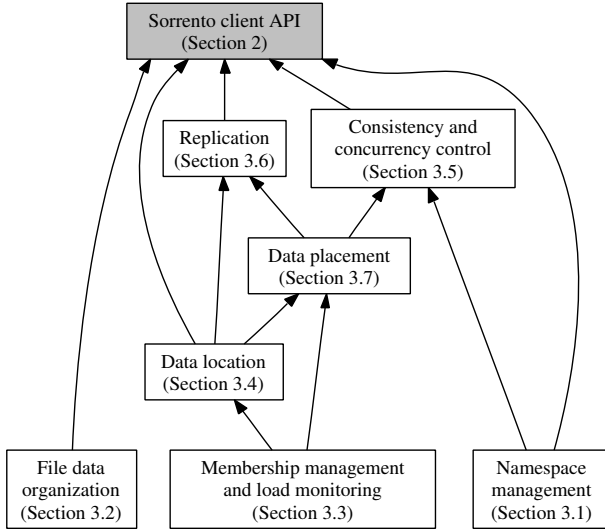 Sorrento client API
(Section 2)
Replication
(Section 3.6)
Consistency and
concurrency control
(Section 3.5)
Data placement
(Section 3.7)
Data location
(Section 3.4)
File data
organization
(Section 3.2)
Membership management
and load monitoring
(Section 3.3)
Namespace
management
(Section 3.1)